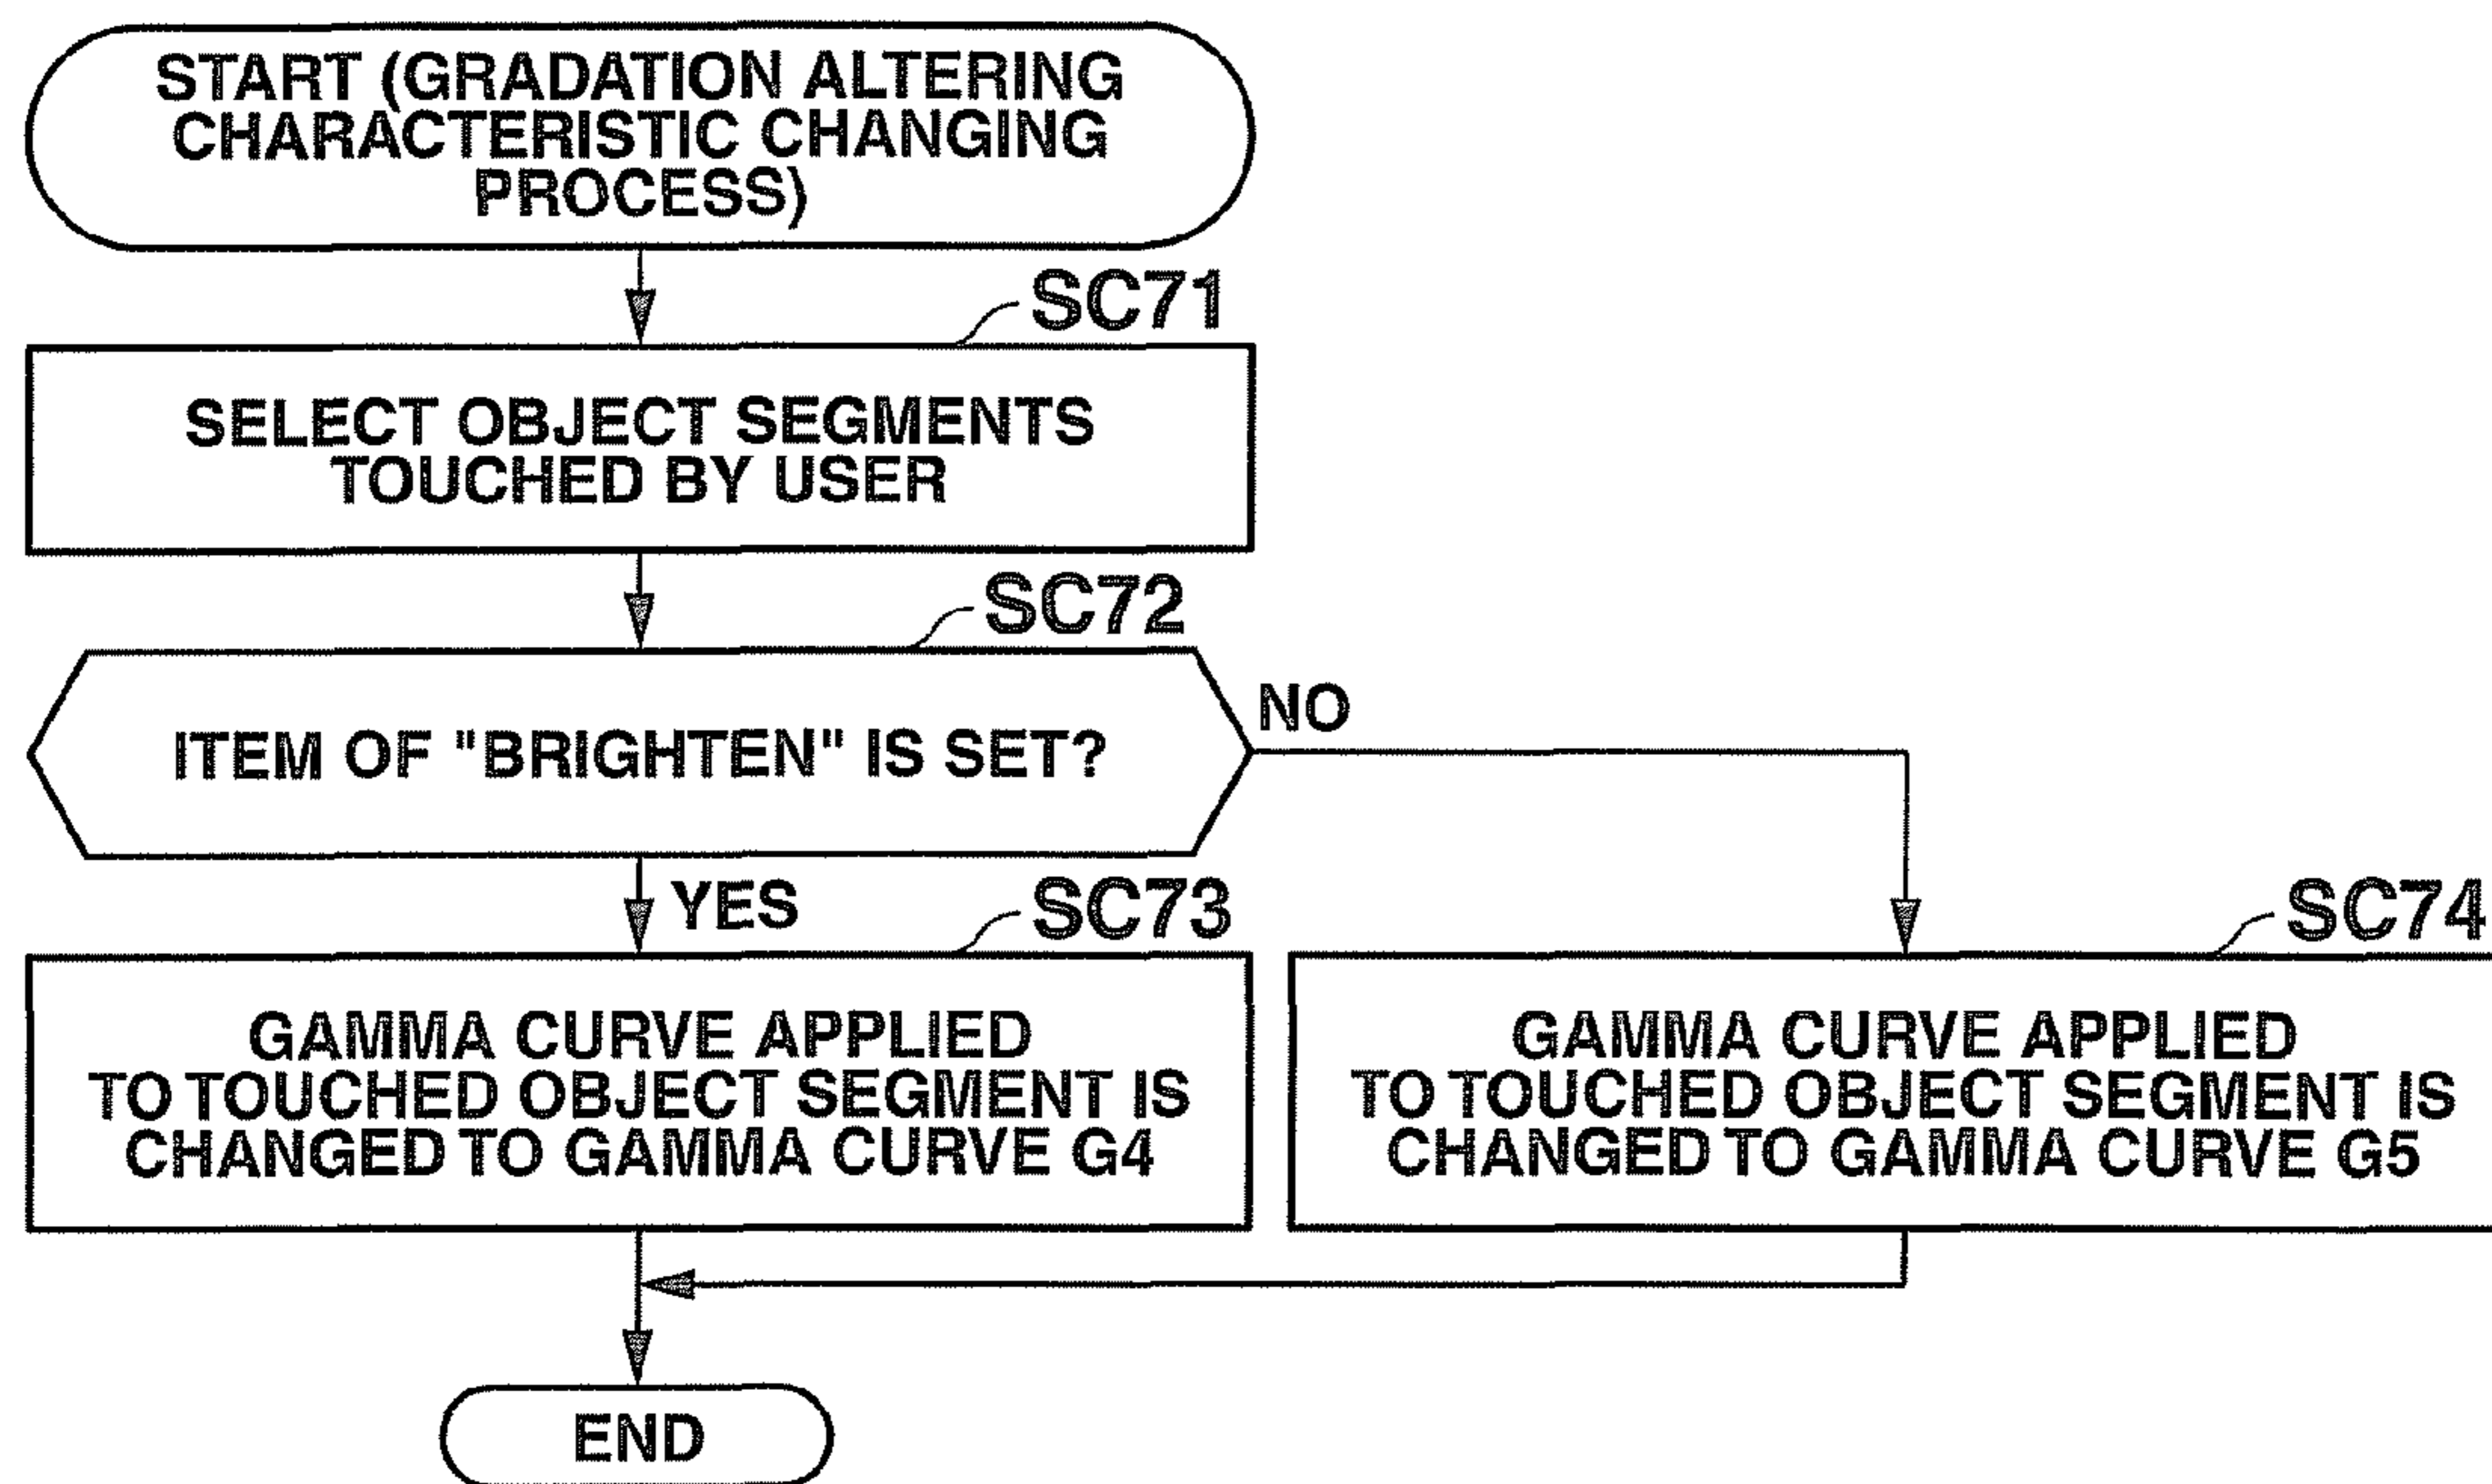 START (GRADATION ALTERING
CHARACTERISTIC CHANGING
PROCESS)
SC71
SELECT OBJECT SEGMENTS
TOUCHED BY USER
SC72
ITEM OF "BRIGHTEN" IS SET?
NO
YES
SC73
SC74
GAMMA CURVE APPLIED
TO TOUCHED OBJECT SEGMENT IS
CHANGED TO GAMMA CURVE G4
GAMMA CURVE APPLIED
TO TOUCHED OBJECT SEGMENT IS
CHANGED TO GAMMA CURVE G5
END